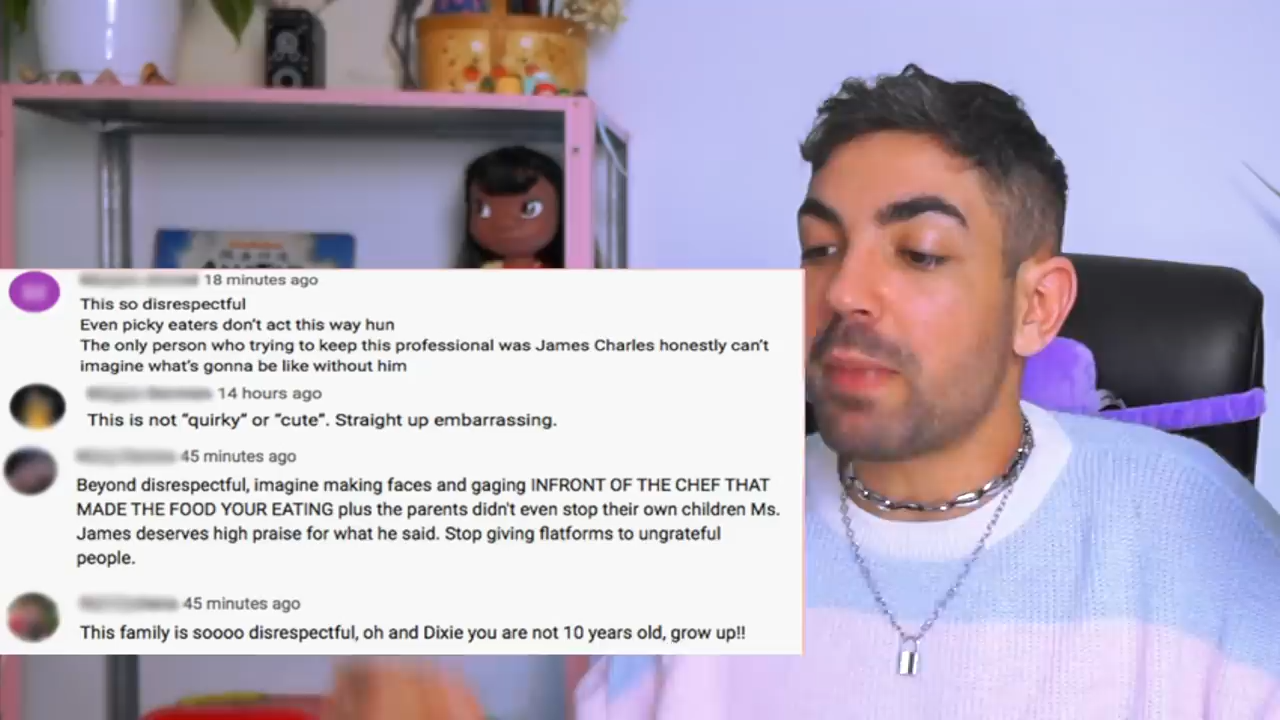 18 minutes ago
This so disrespectful
Even picky eaters don't act this way hun
The only person who trying to keep this professional was James Charles honestly can't
imagine what's gonna be like without him
14 hours ago
This is not “quirky” or “cute”. Straight up embarrassing.
45 minutes ago
Beyond disrespectful, imagine making faces and gaging INFRONT OF THE CHEF THAT
MADE THE FOOD YOUR EATING plus the parents didn't even stop their own children Ms.
James deserves high praise for what he said. Stop giving flatforms to ungrateful
people.
45 minutes ago
This family is soooo disrespectful, oh and Dixie you are not 10 years old, grow up!!